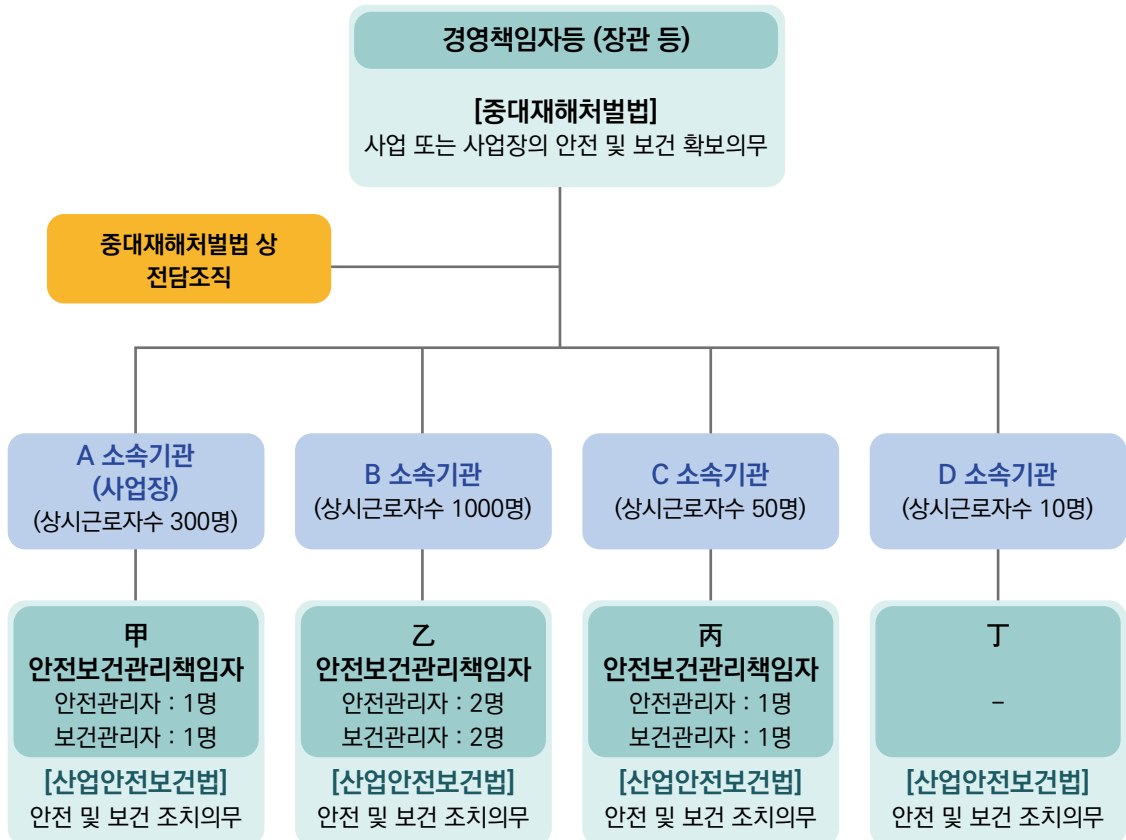 경영책임자등 (장관 등)
[중대재해처벌법]
사업 또는 사업장의 안전 및 보건 확보의무
중대재해처벌법 상
전담조직
A 소속기관
(사업장)
(상시근로자수 300명)
B 소속기관
(상시근로자수 1000명)
C 소속기관
(상시근로자수 50명)
D 소속기관
(상시근로자수 10명)
甲
안전보건관리책임자
안전관리자 : 1명
보건관리자 : 1명
[산업안전보건법]
안전 및 보건 조치의무
乙
안전보건관리책임자
안전관리자 : 2명
보건관리자 : 2명
[산업안전보건법]
안전 및 보건 조치의무
丙
안전보건관리책임자
안전관리자 : 1명
보건관리자 : 1명
[산업안전보건법]
안전 및 보건 조치의무
丁
–
[산업안전보건법]
안전 및 보건 조치의무